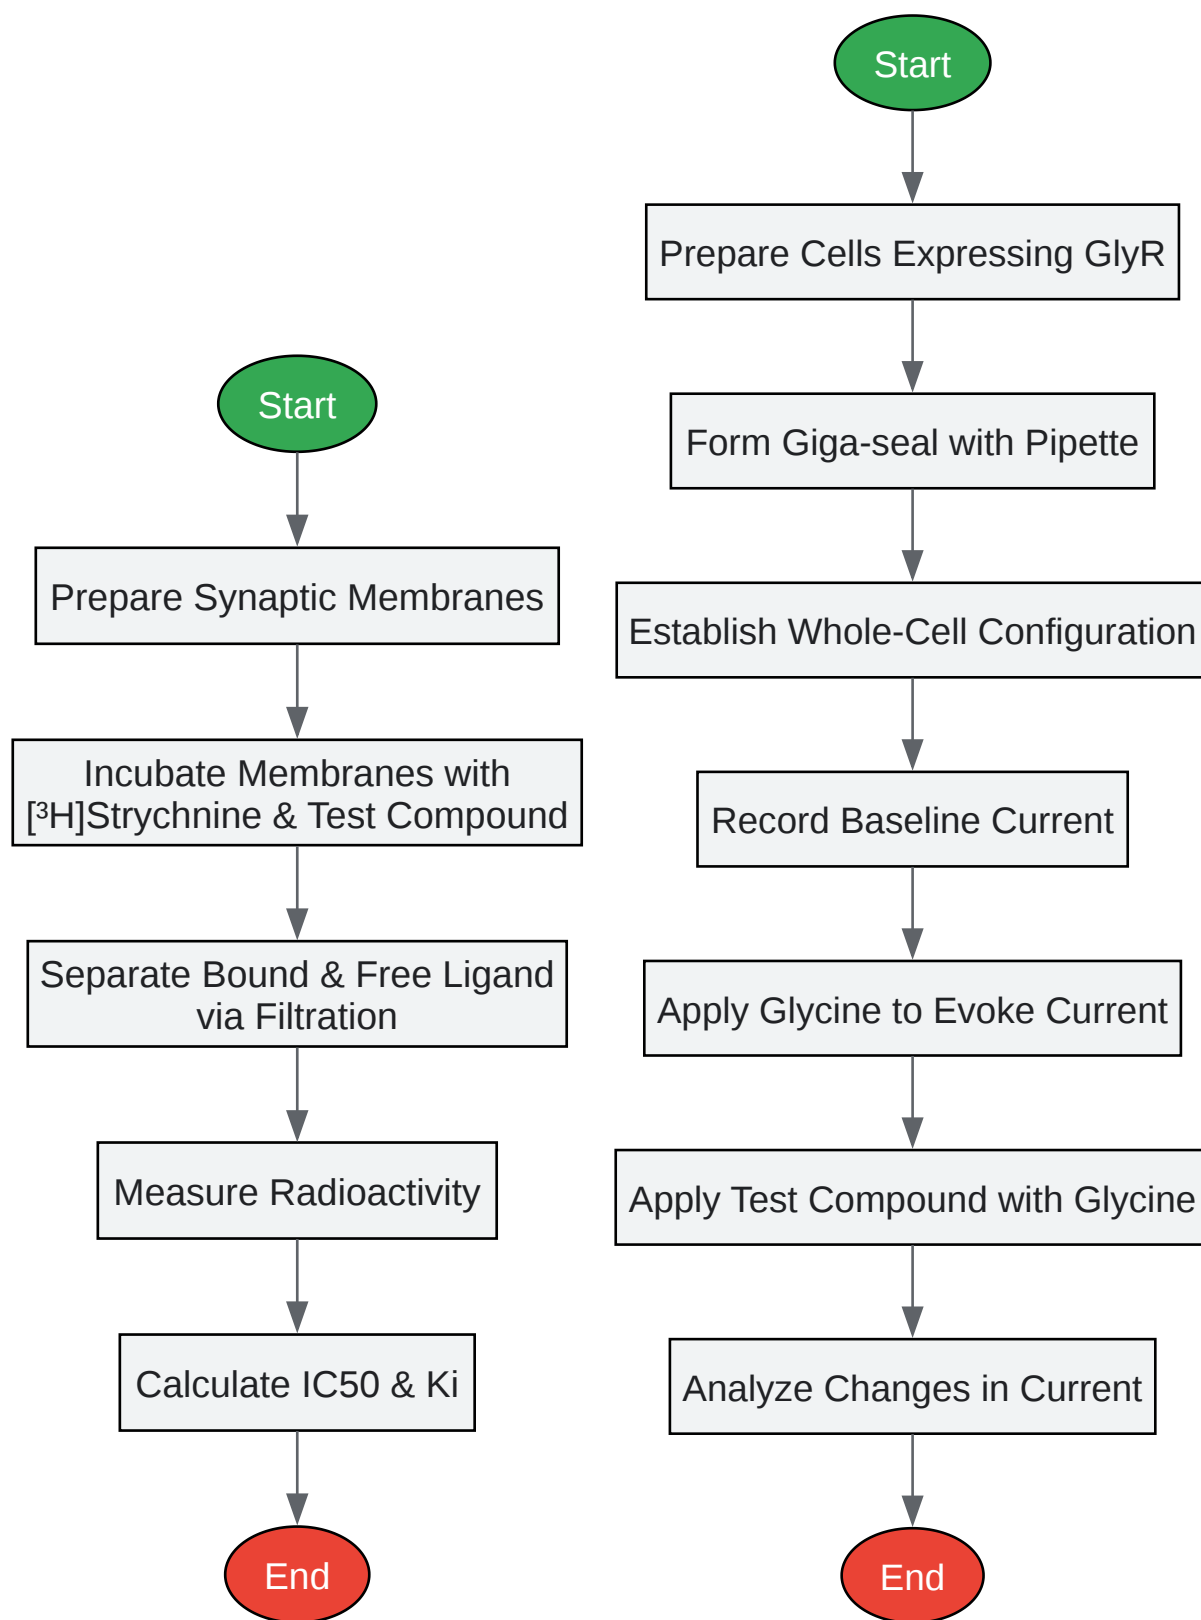 Start
Prepare Synaptic Membranes
Incubate Membranes with
[³H]Strychnine & Test Compound
Separate Bound & Free Ligand
via Filtration
Measure Radioactivity
Calculate IC50 & Ki
End
Start
Prepare Cells Expressing GlyR
Form Giga-seal with Pipette
Establish Whole-Cell Configuration
Record Baseline Current
Apply Glycine to Evoke Current
Apply Test Compound with Glycine
Analyze Changes in Current
End